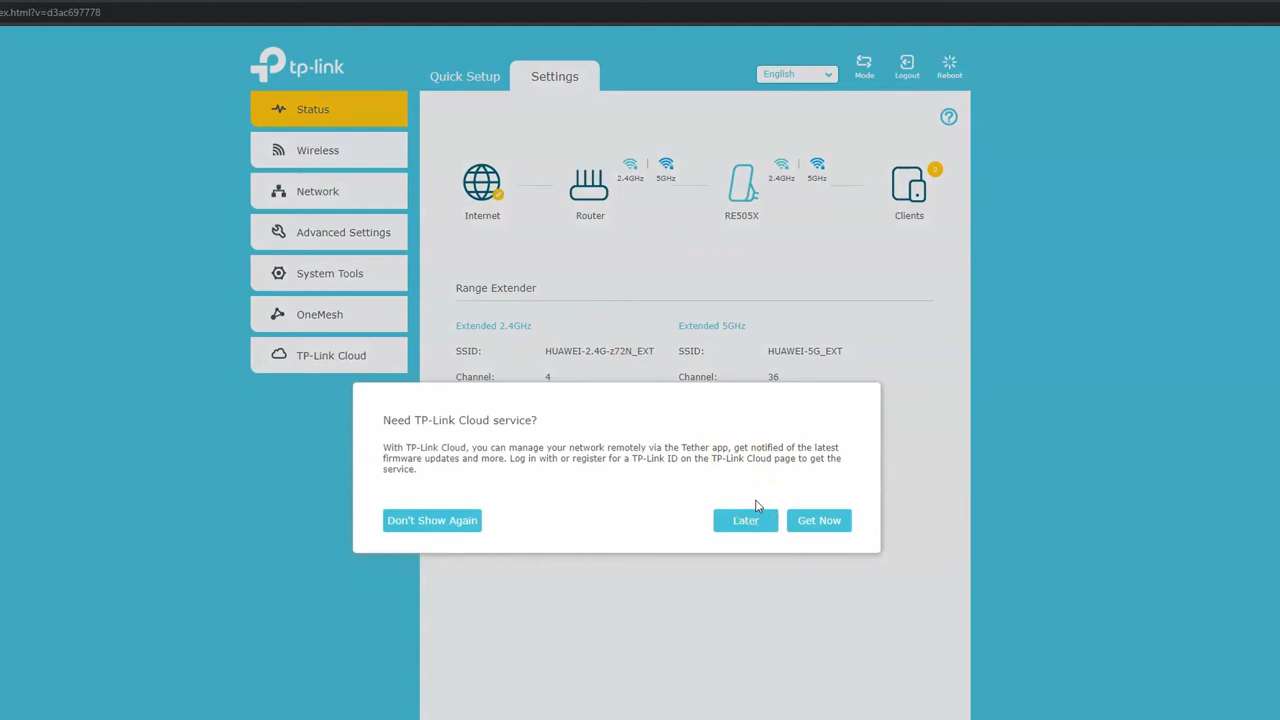 ex.html?v=d3ac697778
tp-link
Quick Setup
Settings
English
Mode
Logout
Reboot
Status
Wireless
Network
Advanced Settings
System Tools
OneMesh
TP-Link Cloud
?
2.4GHz
5GHz
2.4GHz
5GHz
2
Internet
Router
RE505X
Clients
Range Extender
Extended 2.4GHz
Extended 5GHz
SSID: HUAWEI-2.4G-z72N_EXT
SSID: HUAWEI-5G_EXT
Channel: 4
Channel: 36
Need TP-Link Cloud service?
With TP-Link Cloud, you can manage your network remotely via the Tether app, get notified of the latest
firmware updates and more. Log in with or register for a TP-Link ID on the TP-Link Cloud page to get the
service.
Don't Show Again
Later
Get Now